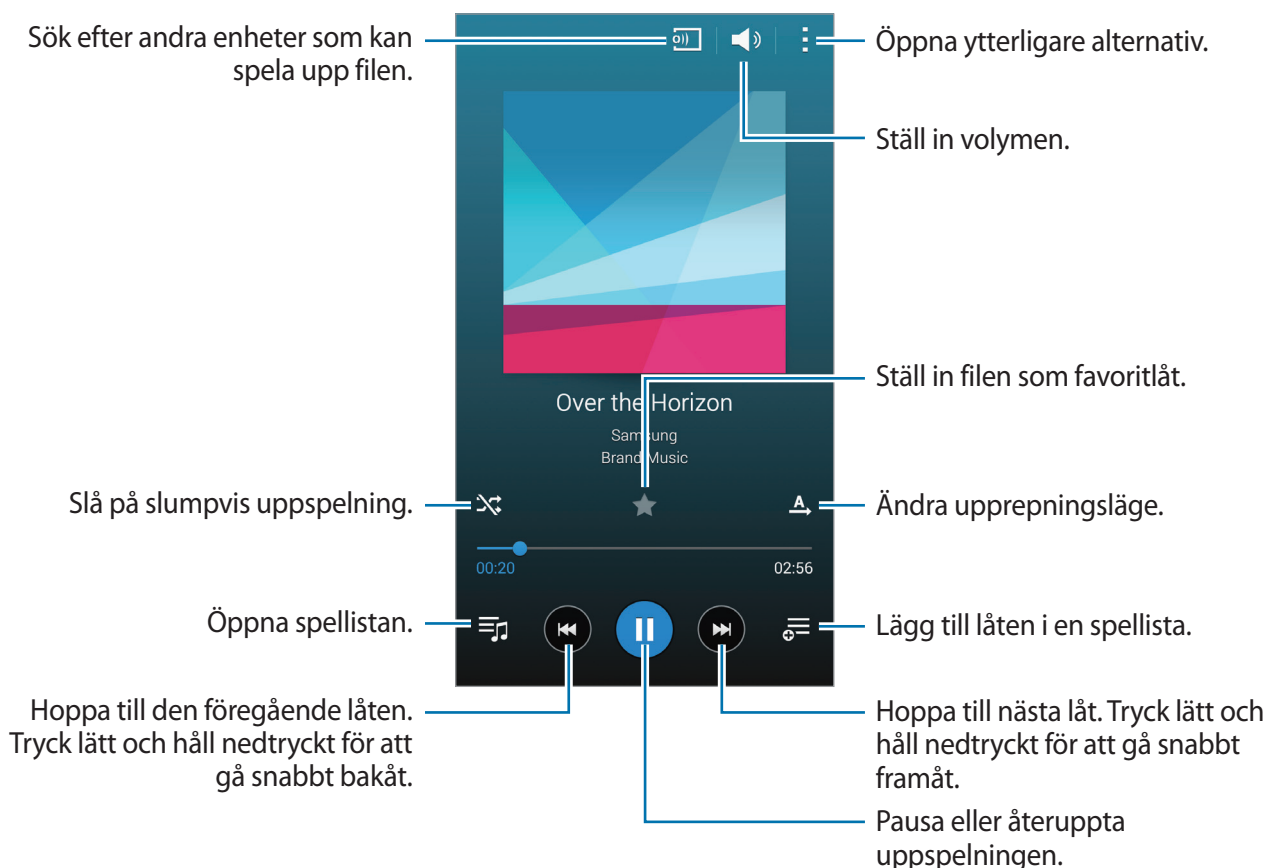 Sök efter andra enheter som kan
spela upp filen.
Öppna ytterligare alternativ.
Ställ in volymen.
Ställ in filen som favoritlåt.
Over the Horizon
Samsung
Brand Music
Slå på slumpvis uppspelning.
A
Ändra upprepningsläge.
00:20
02:56
Öppna spellistan.
Lägg till låten i en spellista.
Hoppa till den föregående låten.
Tryck lätt och håll nedtryckt för att
gå snabbt bakåt.
Hoppa till nästa låt. Tryck lätt och
håll nedtryckt för att gå snabbt
framåt.
Pausa eller återuppta
uppspelningen.